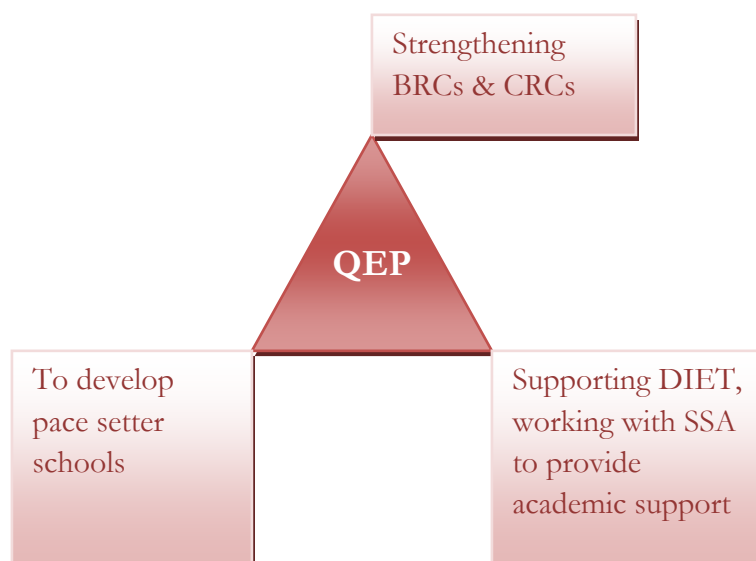 Strengthening
BRCs & CRCs
QEP
To develop
pace setter
schools
Supporting DIET,
working with SSA
to provide
academic support